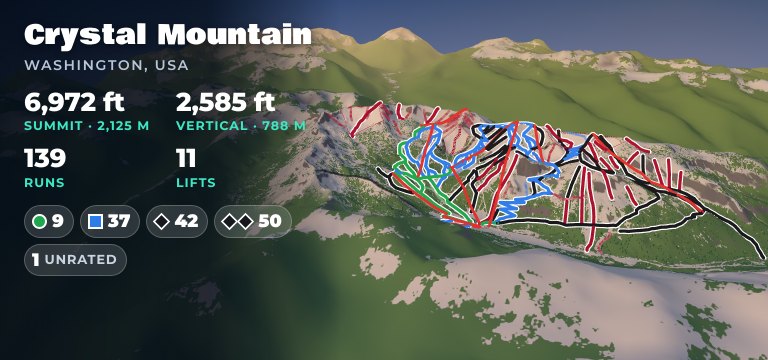 Crystal Mountain
WASHINGTON, USA
6,972 ft 2,585 ft
SUMMIT · 2,125 M VERTICAL · 788 M
139 11
RUNS LIFTS
9 37 42 50
1 UNRATED